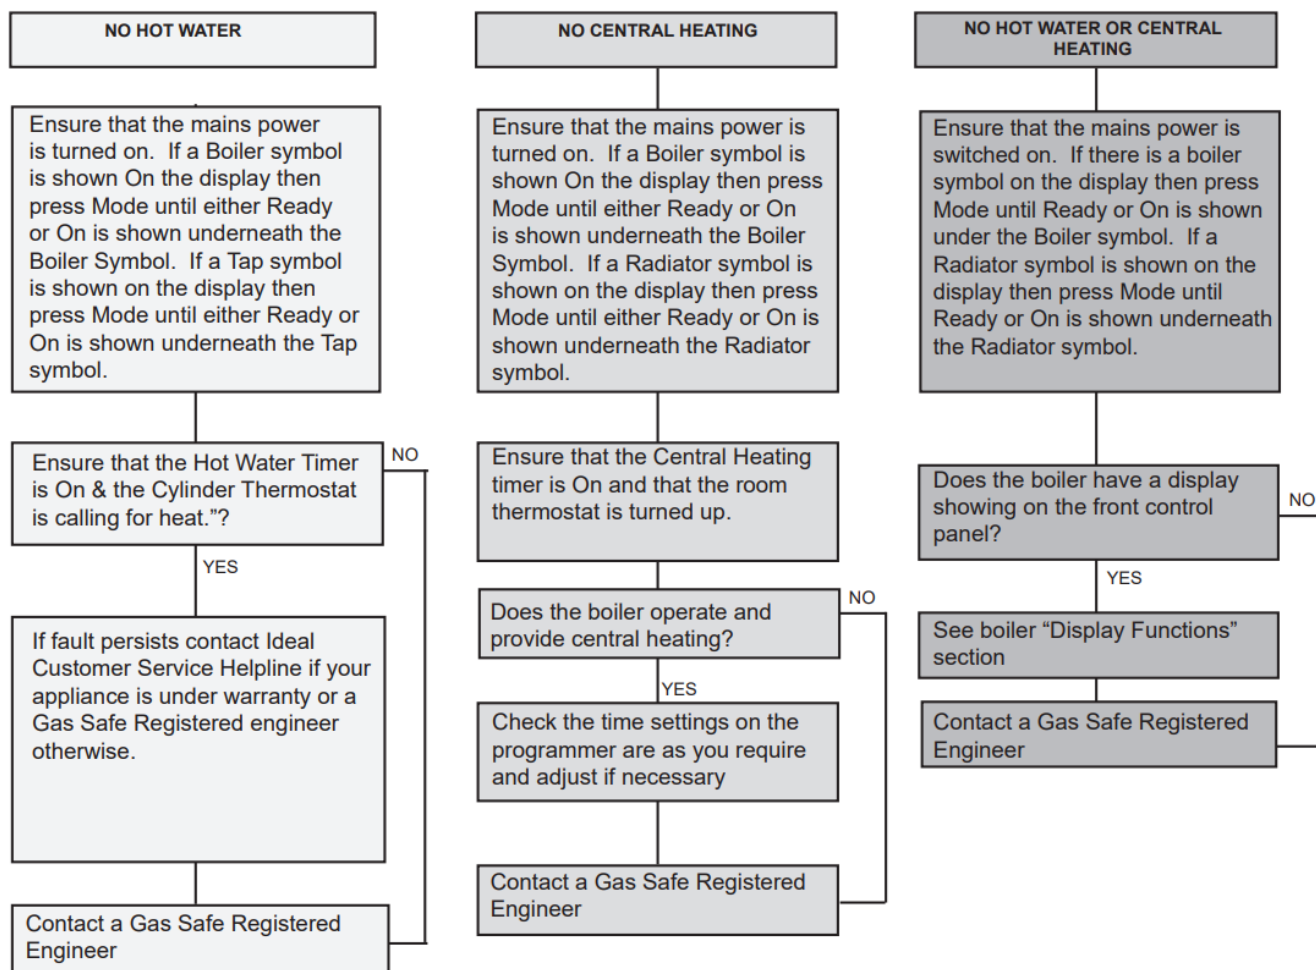 NO HOT WATER
Ensure that the mains power
is turned on. If a Boiler symbol
is shown On the display then
press Mode until either Ready
or On is shown underneath the
Boiler Symbol. If a Tap symbol
is shown on the display then
press Mode until either Ready or
On is shown underneath the Tap
symbol.
Ensure that the Hot Water Timer
is On & the Cylinder Thermostat
is calling for heat.”?
NO
YES
If fault persists contact Ideal
Customer Service Helpline if your
appliance is under warranty or a
Gas Safe Registered engineer
otherwise.
Contact a Gas Safe Registered
Engineer
NO CENTRAL HEATING
Ensure that the mains power is
turned on. If a Boiler symbol is
shown On the display then press
Mode until either Ready or On
is shown underneath the Boiler
Symbol. If a Radiator symbol is
shown on the display then press
Mode until either Ready or On is
shown underneath the Radiator
symbol.
Ensure that the Central Heating
timer is On and that the room
thermostat is turned up.
Does the boiler operate and
provide central heating?
NO
YES
Check the time settings on the
programmer are as you require
and adjust if necessary
Contact a Gas Safe Registered
Engineer
NO HOT WATER OR CENTRAL
HEATING
Ensure that the mains power is
switched on. If there is a boiler
symbol on the display then press
Mode until Ready or On is shown
under the Boiler symbol. If a
Radiator symbol is shown on the
display then press Mode until
Ready or On is shown underneath
the Radiator symbol.
Does the boiler have a display
showing on the front control
panel?
NO
YES
See boiler “Display Functions”
section
Contact a Gas Safe Registered
Engineer